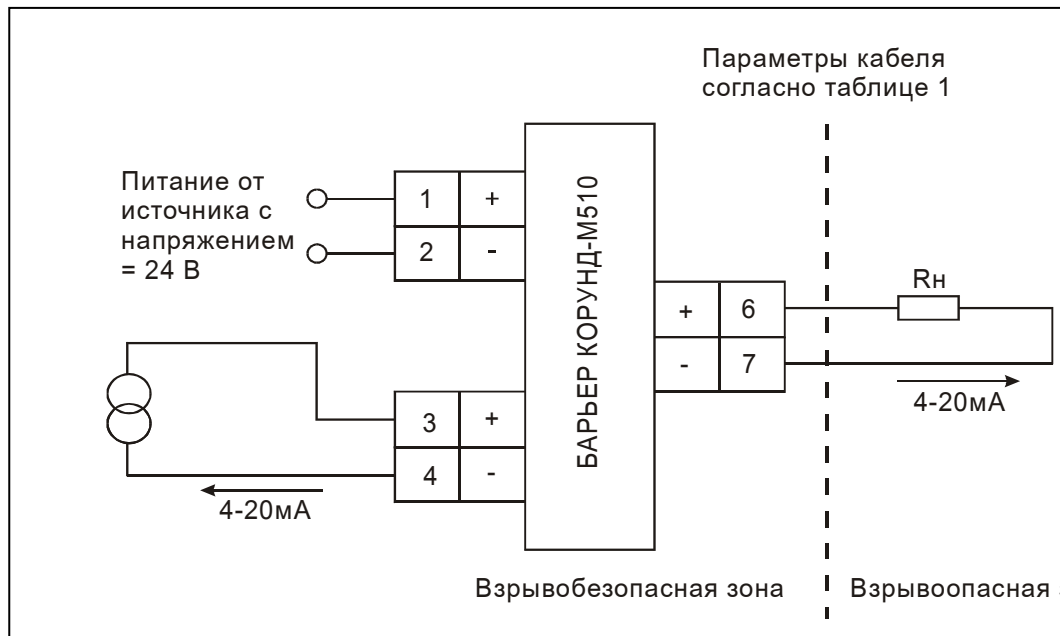 Параметры кабеля
согласно таблице 1
Питание от
источника с
напряжением
= 24 В
1 +
2 -
БАРЬЕР КОРУНД-М510
+ 6
- 7
Rн
4-20мА
3 +
4 -
4-20мА
Взрывобезопасная зона
Взрывоопасная